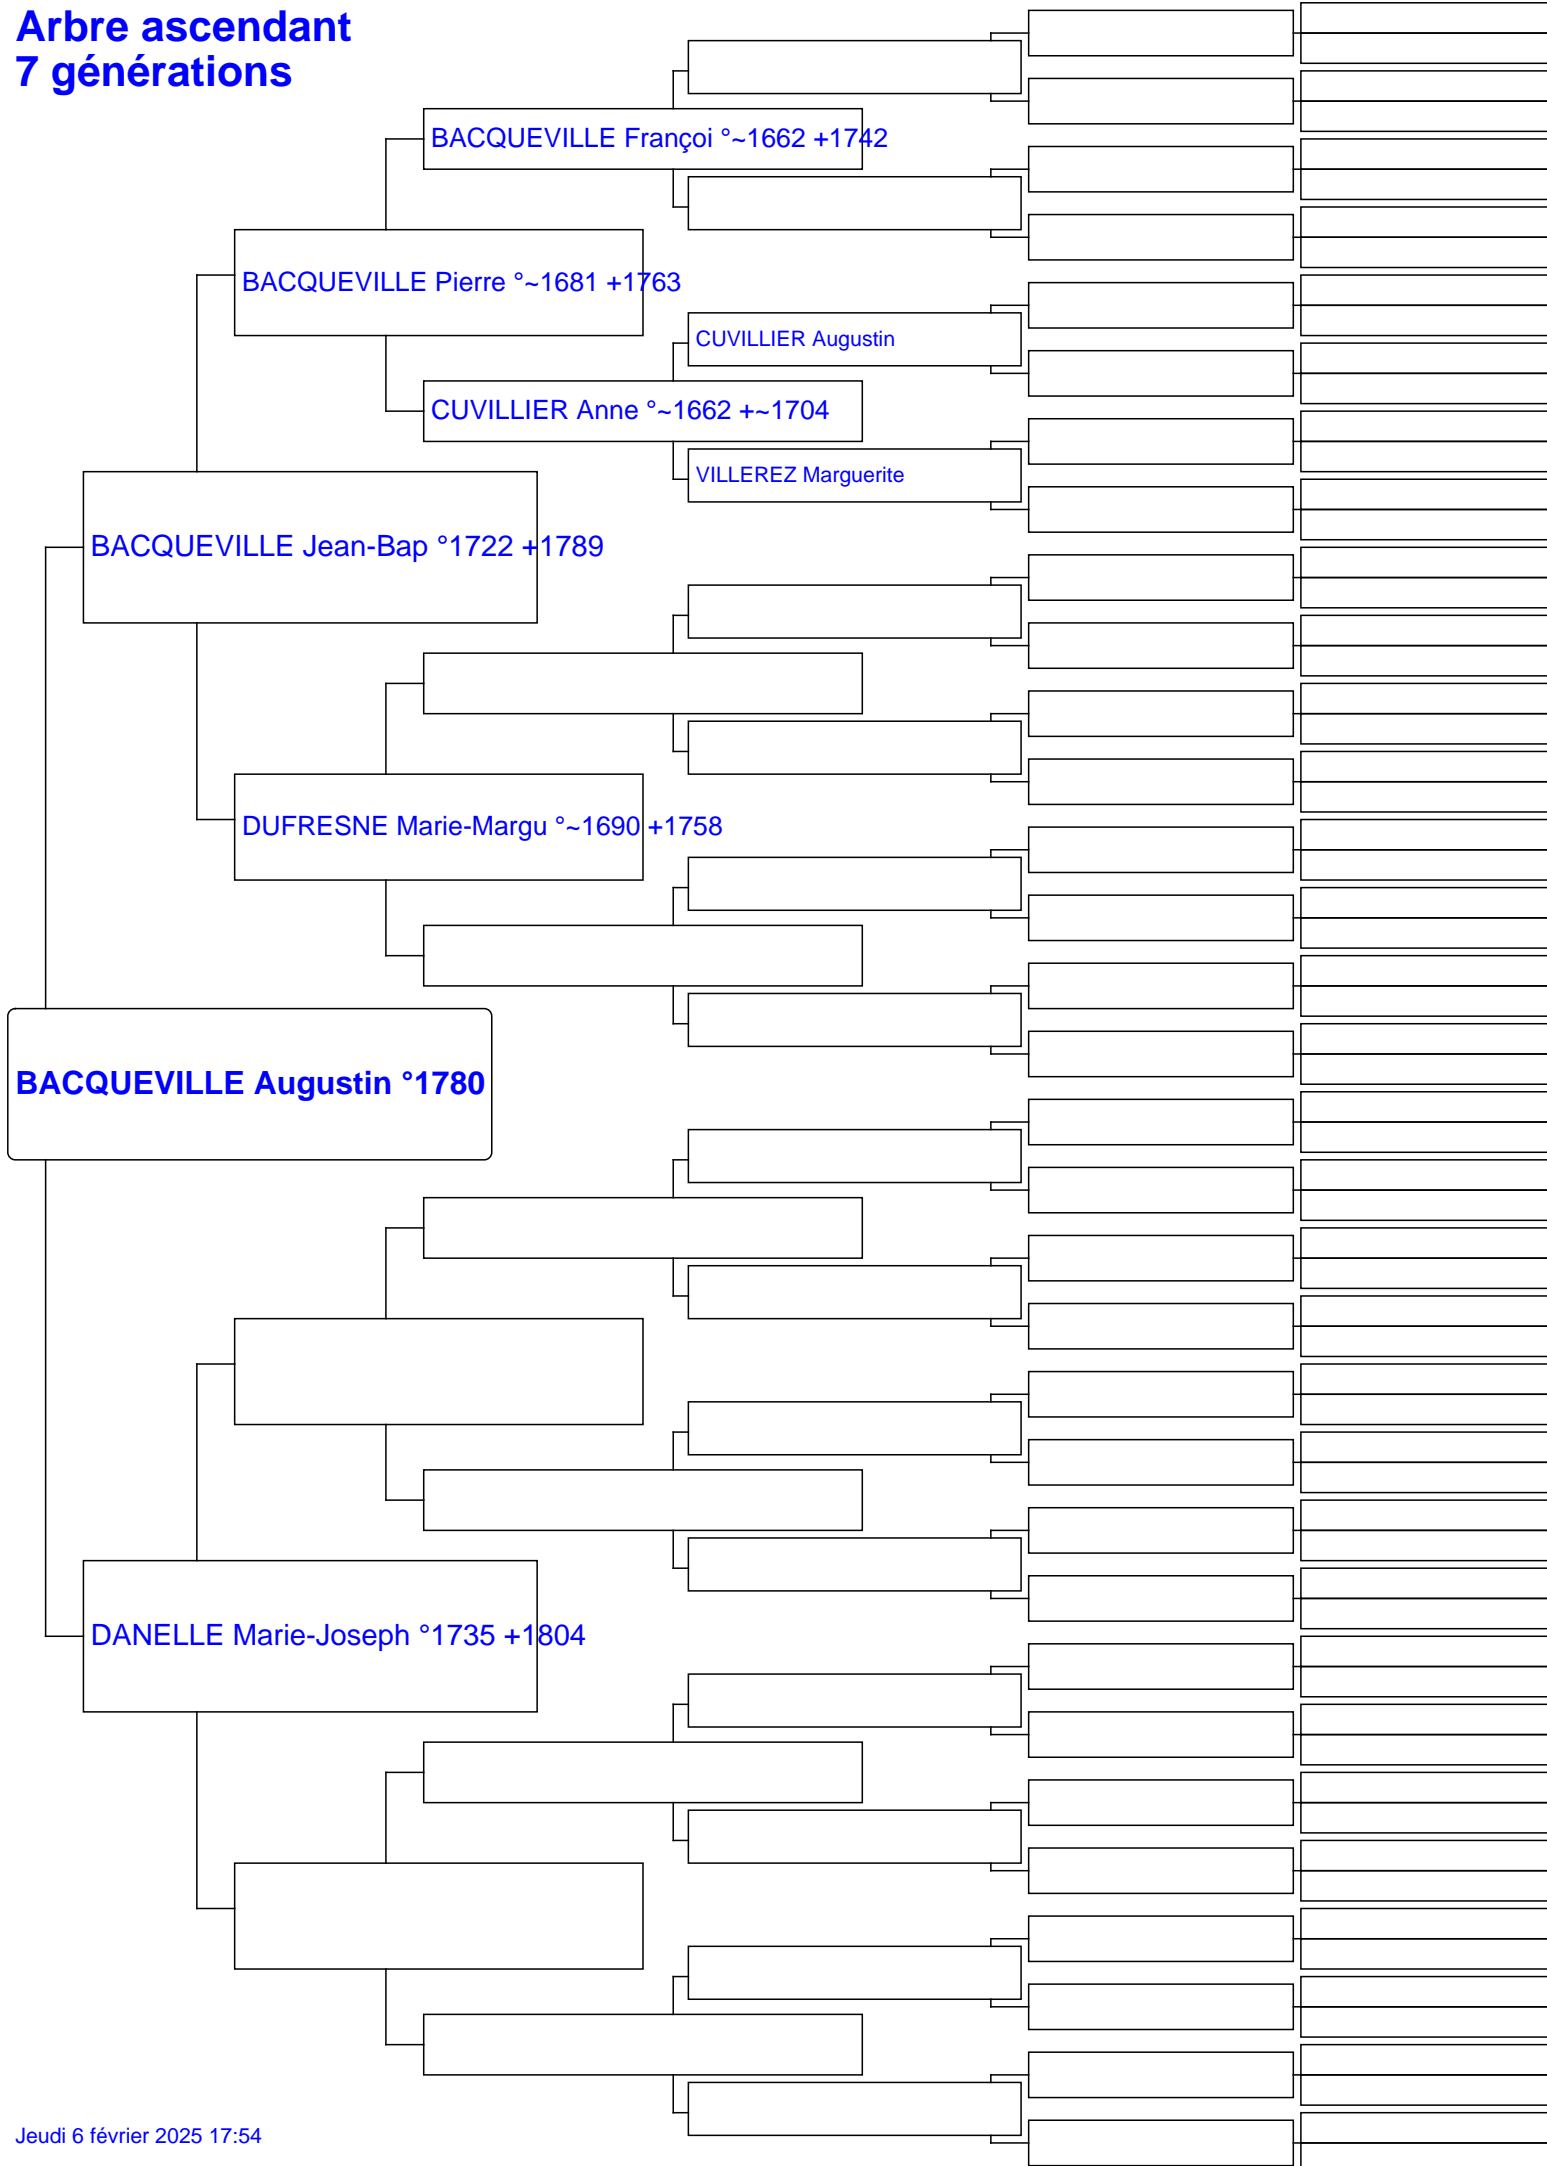 Arbre ascendant
7 générations
BACQUEVILLE Françoi °~1662 +1742
BACQUEVILLE Pierre °~1681 +1763
CUVILLIER Augustin
CUVILLIER Anne °~1662 +~1704
VILLEREZ Marguerite
BACQUEVILLE Jean-Bap °1722 +1789
DUFRESNE Marie-Margu °~1690 +1758
BACQUEVILLE Augustin °1780
DANELLE Marie-Joseph °1735 +1804
Jeudi 6 février 2025 17:54